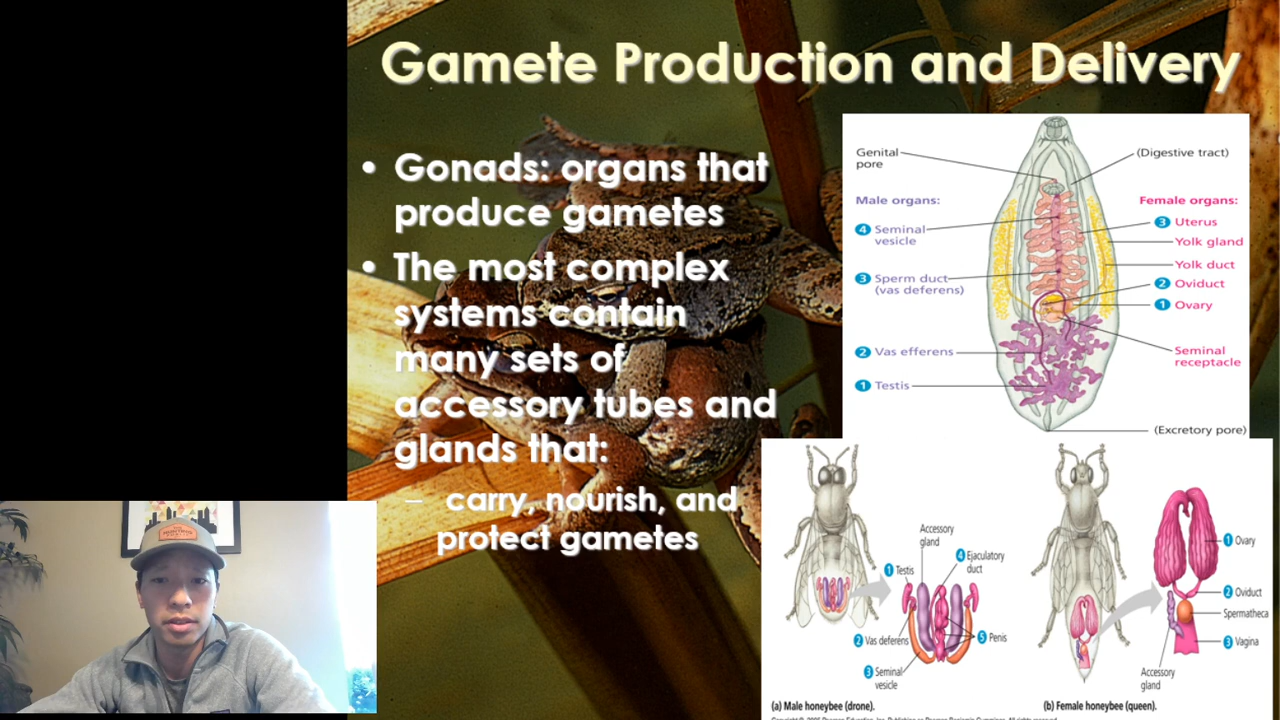 Gamete Production and Delivery
• Gonads: organs that
produce gametes
• The most complex
systems contain
many sets of
accessory tubes and
glands that:
– carry, nourish, and
protect gametes
Genital
pore
(Digestive tract)
Male organs:
Female organs:
4 Seminal
vesicle
3 Uterus
Yolk gland
Yolk duct
3 Sperm duct
(vas deferens)
2 Oviduct
1 Ovary
2 Vas efferens
Seminal
receptacle
1 Testis
(Excretory pore)
Accessory
gland
4 Ejaculatory
duct
1 Testis
2 Vas deferens
5 Penis
3 Seminal
vesicle
(a) Male honeybee (drone).
1 Ovary
2 Oviduct
Spermatheca
3 Vagina
Accessory
gland
(b) Female honeybee (queen).